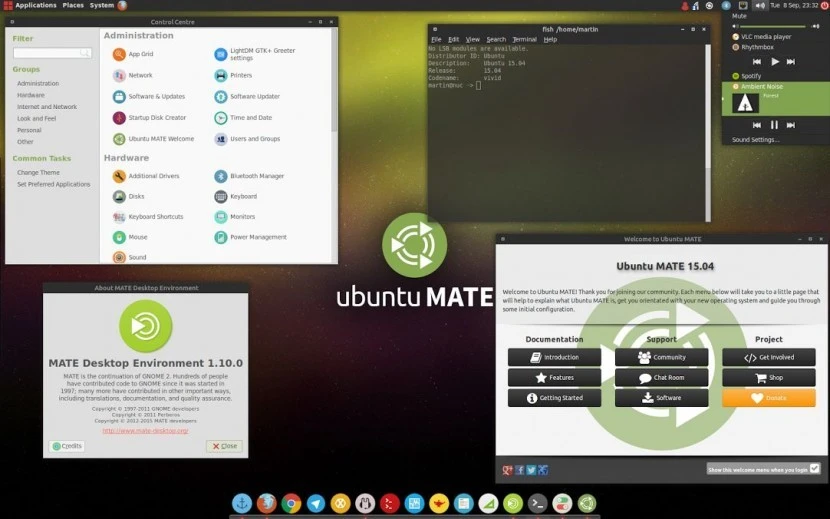 Applications Places System
Tue 8 Sep, 23:32
Control Centre
Filter
Groups
Administration
Hardware
Internet and Network
Look and Feel
Personal
Other
Common Tasks
Change Theme
Set Preferred Applications
Administration
App Grid
LightDM GTK+ Greeter
settings
Network
Printers
Software & Updates
Software Updater
Startup Disk Creator
Time and Date
Ubuntu MATE Welcome
Users and Groups
Hardware
Additional Drivers
Bluetooth Manager
Disks
Keyboard
Keyboard Shortcuts
Monitors
Mouse
Power Management
Sound
fish /home/martin
File Edit View Search Terminal Help
No LSB modules are available.
Distributor ID: Ubuntu
Description: Ubuntu 15.04
Release: 15.04
Codename: vivid
martin@nuc ~>
Mute
VLC media player
Rhythmbox
Spotify
Ambient Noise
Forest
Sound Settings...
ubuntu MATE
About MATE Desktop Environment
MATE Desktop Environment 1.10.0
MATE is the continuation of GNOME 2. Hundreds of people
have contributed code to GNOME since it was started in
1997; many more have contributed in other important ways,
including translations, documentation, and quality assurance.
Copyright © 1997-2011 GNOME developers
Copyright © 2011 Perberos
Copyright © 2012-2015 MATE developers
http://www.mate-desktop.org/
Credits
Close
Welcome to Ubuntu MATE
Ubuntu MATE 15.04
Welcome to Ubuntu MATE! Thank you for joining our community. Each menu below will take you to a little page that
will help to explain what Ubuntu MATE is, get you orientated with your new operating system and guide you through
some initial configuration.
Documentation
Support
Project
Introduction
Community
Get Involved
Features
Chat Room
Shop
Getting Started
Software
Donate
Show this welcome menu when you login